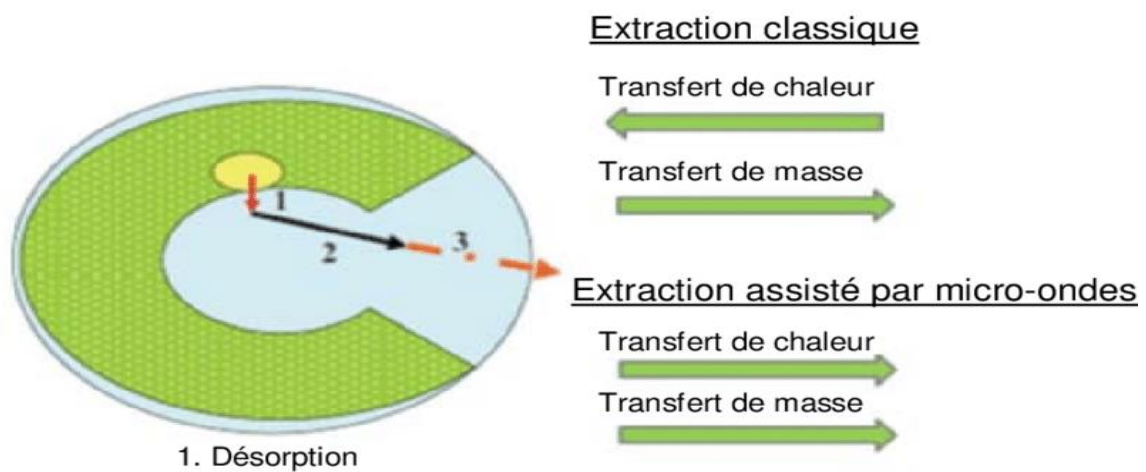 Extraction classique
Transfert de chaleur
Transfert de masse
1
2
3
Extraction assisté par micro-ondes
Transfert de chaleur
Transfert de masse
1. Désorption